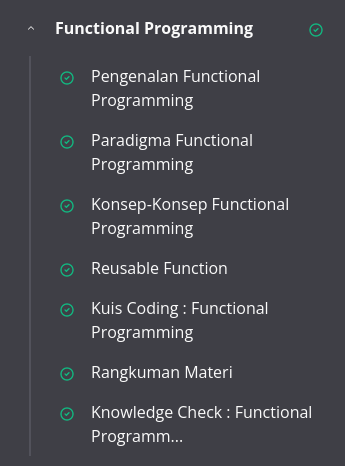 Functional Programming
Pengenalan Functional
Programming
Paradigma Functional
Programming
Konsep-Konsep Functional
Programming
Reusable Function
Kuis Coding : Functional
Programming
Rangkuman Materi
Knowledge Check : Functional
Programm...